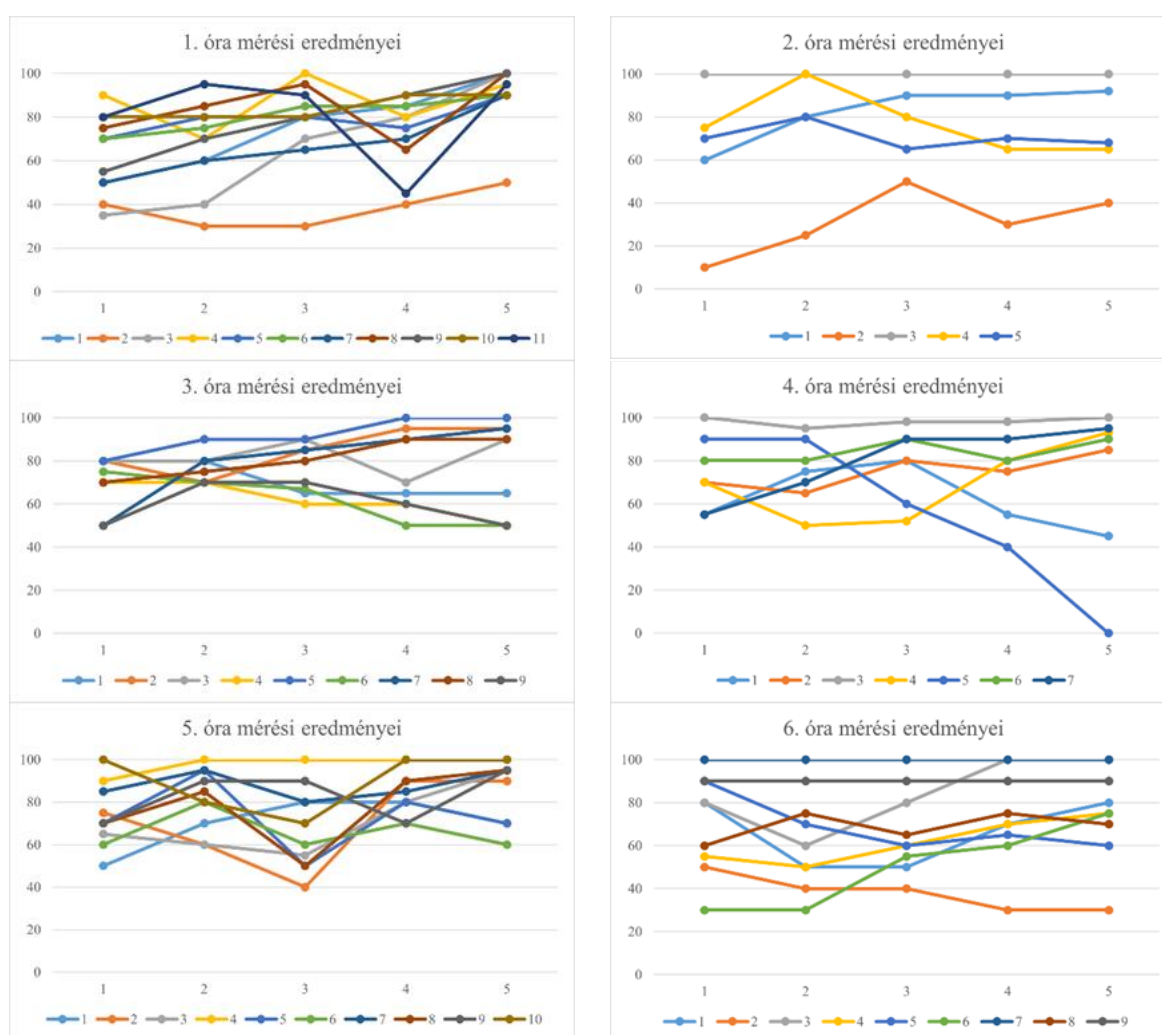 1. óra mérési eredményei
100
80
60
40
20
0
1 2 3 4 5
1 2 3 4 5 6 7 8 9 10 11
2. óra mérési eredményei
100
80
60
40
20
0
1 2 3 4 5
1 2 3 4 5
3. óra mérési eredményei
100
80
60
40
20
0
1 2 3 4 5
1 2 3 4 5 6 7 8 9
4. óra mérési eredményei
100
80
60
40
20
0
1 2 3 4 5
1 2 3 4 5 6 7
5. óra mérési eredményei
100
80
60
40
20
0
1 2 3 4 5
1 2 3 4 5 6 7 8 9 10
6. óra mérési eredményei
100
80
60
40
20
0
1 2 3 4 5
1 2 3 4 5 6 7 8 9